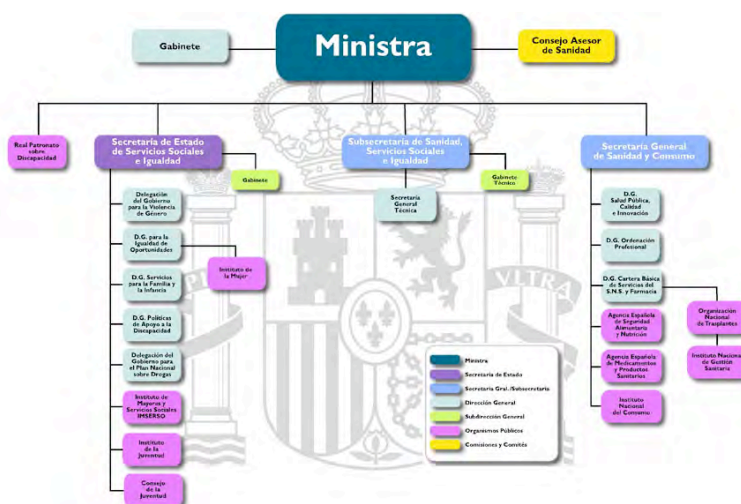 Gabinete
Ministra
Consejo Asesor
de Sanidad
Real Patronato
sobre
Discapacidad
Secretaría de Estado
de Servicios Sociales
e Igualdad
Subsecretaría de Sanidad,
Servicios Sociales
e Igualdad
Secretaría General
de Sanidad y Consumo
Gabinete
Gabinete
Técnico
Delegación
del Gobierno
para la Violencia
de Género
Secretaría
General
Técnica
D.G.
Salud Pública,
Calidad
e Innovación
D.G. para la
Igualdad de
Oportunidades
D.G. Ordenación
Profesional
Instituto de
la Mujer
D.G. Servicios
para la Familia y
la Infancia
D.G. Cartera Básica
de Servicios del
S.N.S. y Farmacia
D.G. Políticas
de Apoyo a la
Discapacidad
Agencia Española
de Seguridad
Alimentaria
y Nutrición
Organización
Nacional
de Trasplantes
Delegación del
Gobierno para
el Plan Nacional
sobre Drogas
Agencia Española
de Medicamentos
y Productos
Sanitarios
Instituto Nacional
de Gestión
Sanitaria
Instituto de
Mayores y
Servicios Sociales
IMSERSO
Instituto
Nacional
del Consumo
Instituto
de la
Juventud
Consejo
de la
Juventud
Ministra
Secretaría de Estado
Secretaría Gral./Subsecretaría
Dirección General
Subdirección General
Organismos Públicos
Comisiones y Comités
VITRA